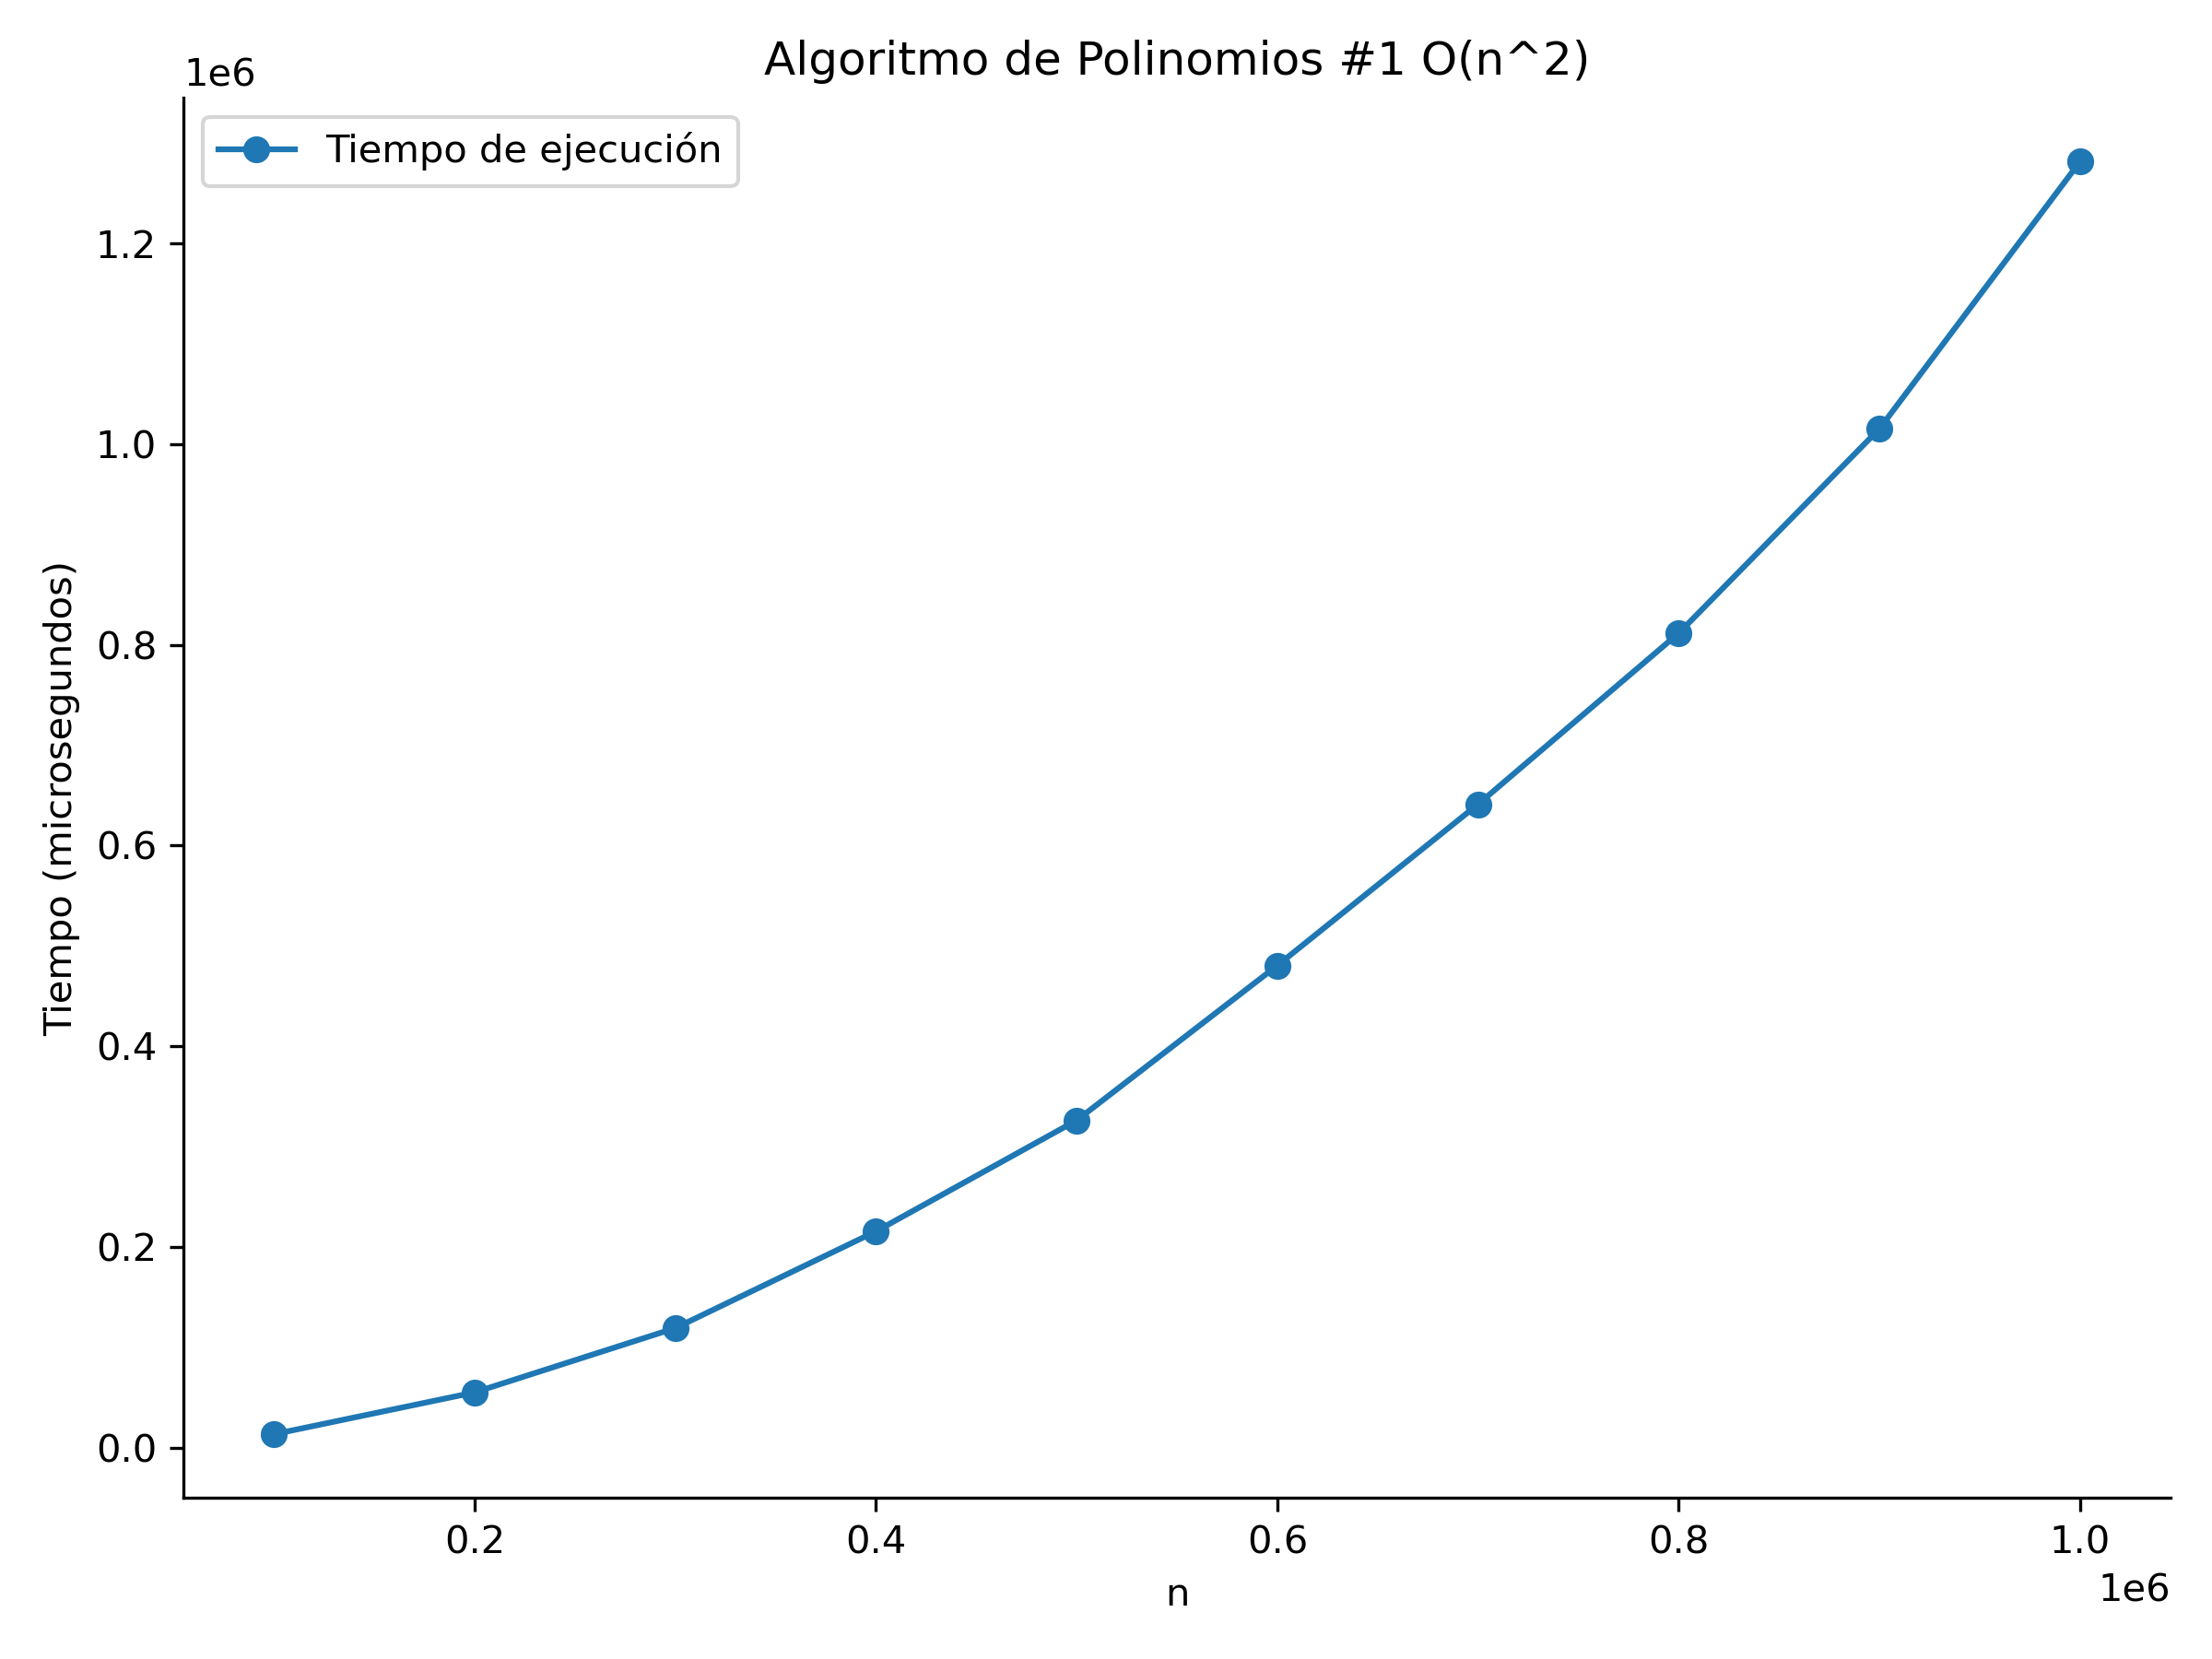 Algoritmo de Polinomios #1 O(n^2)
1e6
Tiempo de ejecución
1.2
1.0
0.8
0.6
0.4
0.2
0.0
Tiempo (microsegundos)
0.2 0.4 0.6 0.8 1.0
n
1e6